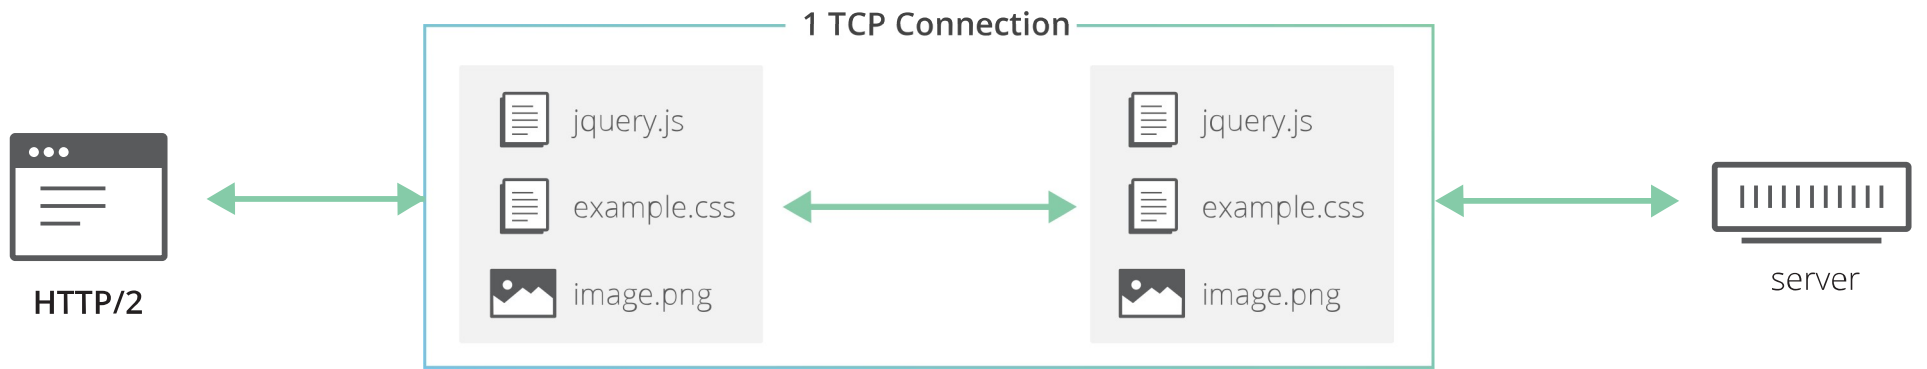 1 TCP Connection
jquery.js
example.css
image.png
jquery.js
example.css
image.png
HTTP/2
server